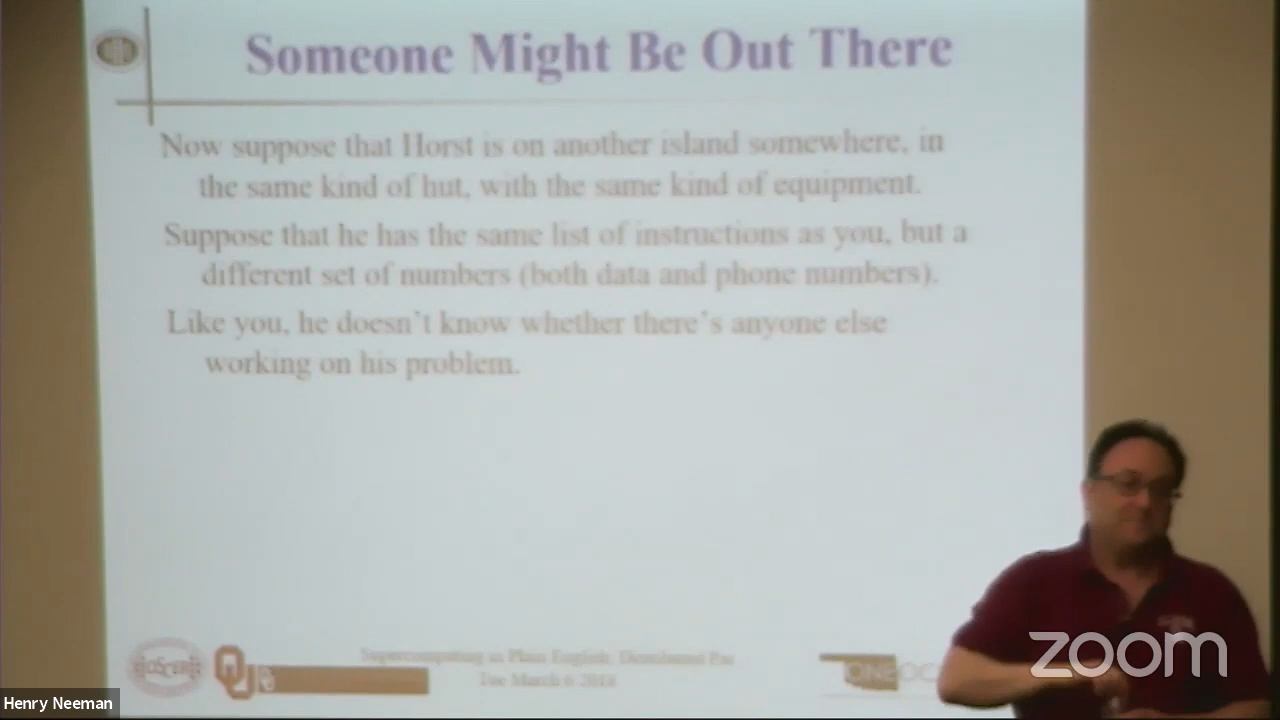 Someone Might Be Out There
Now suppose that Horst is on another island somewhere, in
the same kind of hut, with the same kind of equipment.
Suppose that he has the same list of instructions as you, but a
different set of numbers (both data and phone numbers).
Like you, he doesn't know whether there's anyone else
working on his problem.
OSCER
Supercomputing in Plain English: Distributed Par
Tue March 6 2018
zoom
Henry Neeman